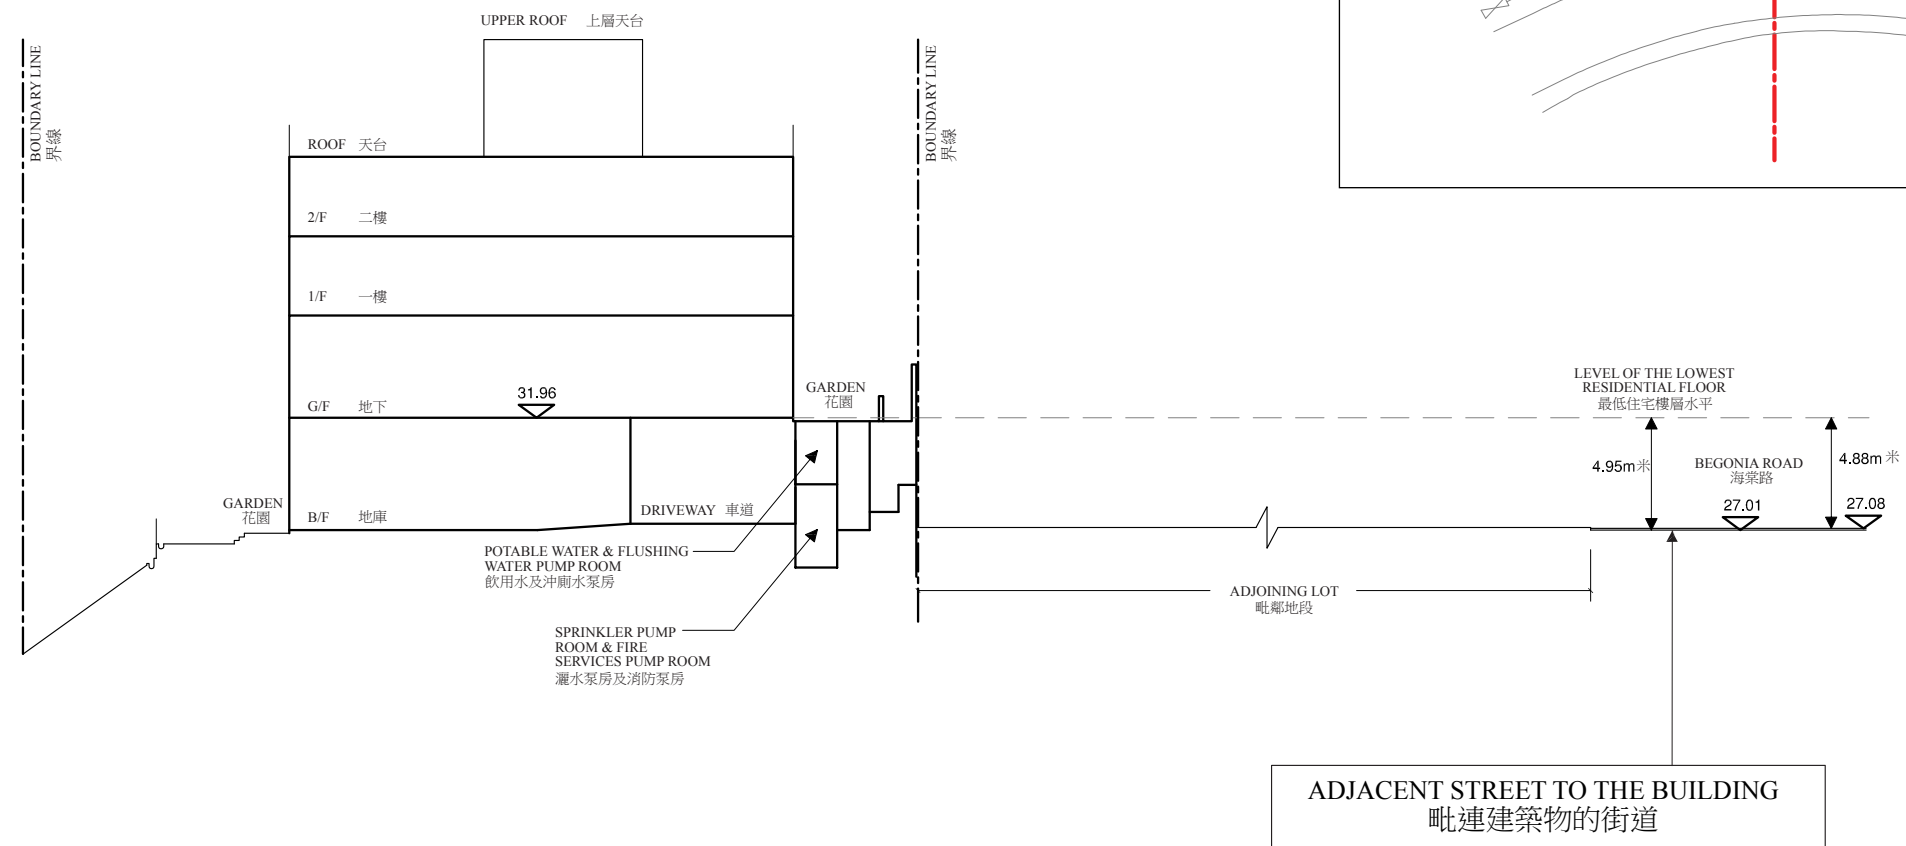 UPPER ROOF 上層天台
BOUNDARY LINE
界線
BOUNDARY LINE
界線
ROOF 天台
2/F 二樓
1/F 一樓
31.96
G/F 地下
GARDEN
花園
LEVEL OF THE LOWEST
RESIDENTIAL FLOOR
最低住宅樓層水平
4.95m米
BEGONIA ROAD
海棠路
4.88m 米
27.01
27.08
GARDEN
花園
B/F 地庫
DRIVEWAY 車道
POTABLE WATER & FLUSHING
WATER PUMP ROOM
飲用水及沖廁水泵房
ADJOINING LOT
毗鄰地段
SPRINKLER PUMP
ROOM & FIRE
SERVICES PUMP ROOM
灑水泵房及消防泵房
ADJACENT STREET TO THE BUILDING
毗連建築物的街道